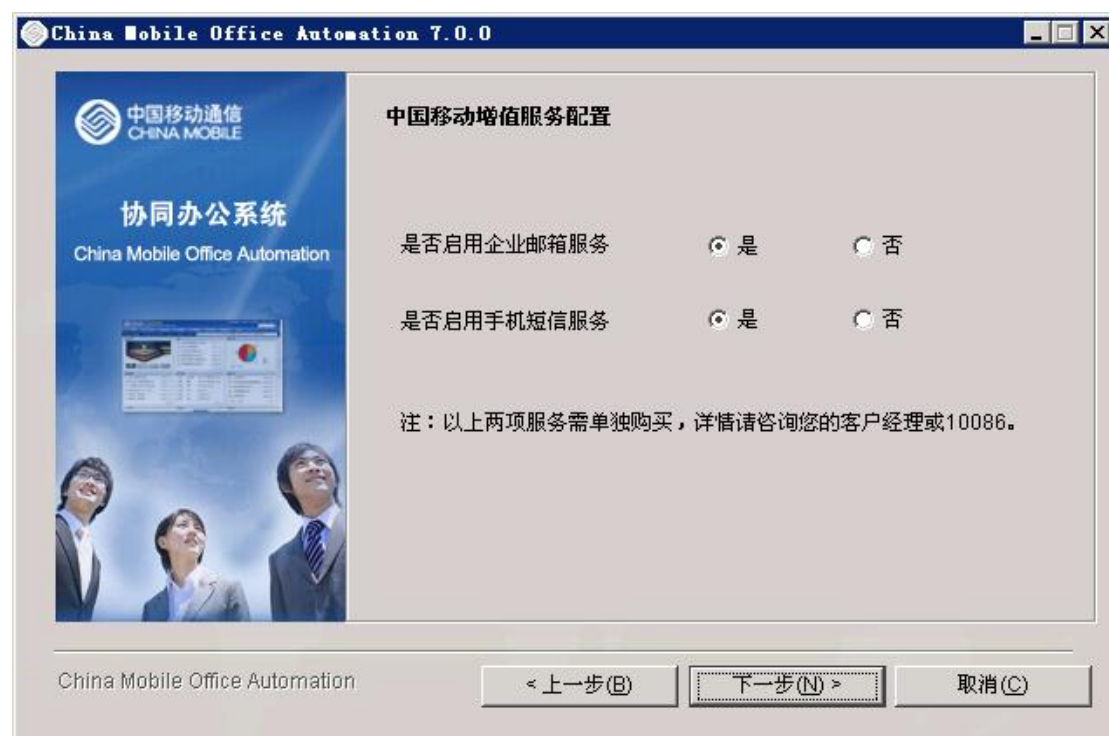 China Mobile Office Automation 7.0.0
中国移动通信
CHINA MOBILE
协同办公系统
China Mobile Office Automation
中国移动增值服务配置
是否启用企业邮箱服务 是 否
是否启用手机短信服务 是 否
注：以上两项服务需单独购买，详情请咨询您的客户经理或10086。
China Mobile Office Automation
<上一步(B) 下一步(N)> 取消(C)